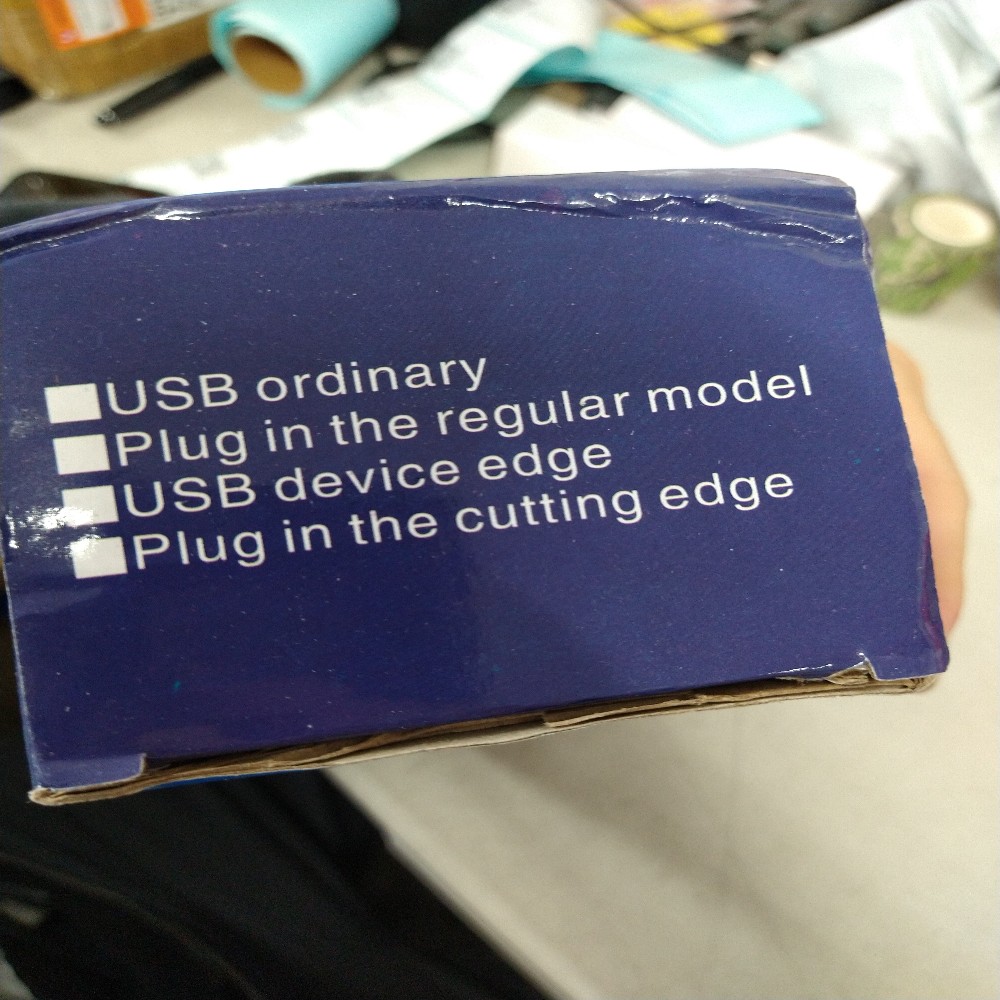 USB ordinary
Plug in the regular model
USB device edge
Plug in the cutting edge